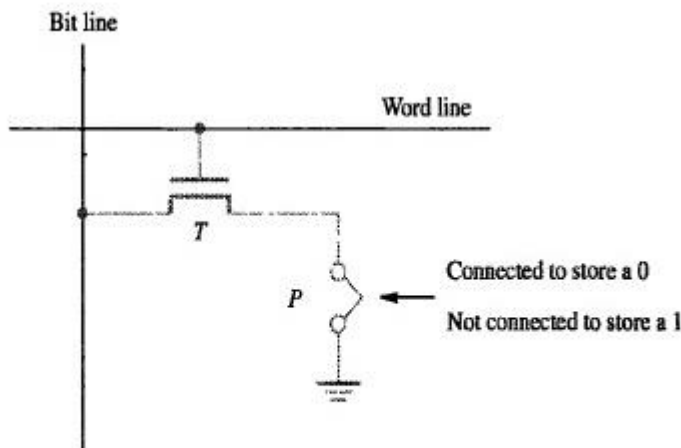 Bit line
Word line
T
P
Connected to store a 0
Not connected to store a 1